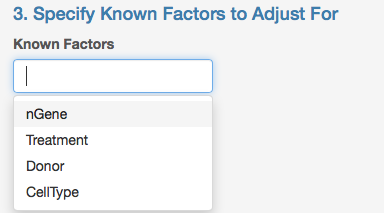 3. Specify Known Factors to Adjust For
Known Factors
nGene
Treatment
Donor
CellType